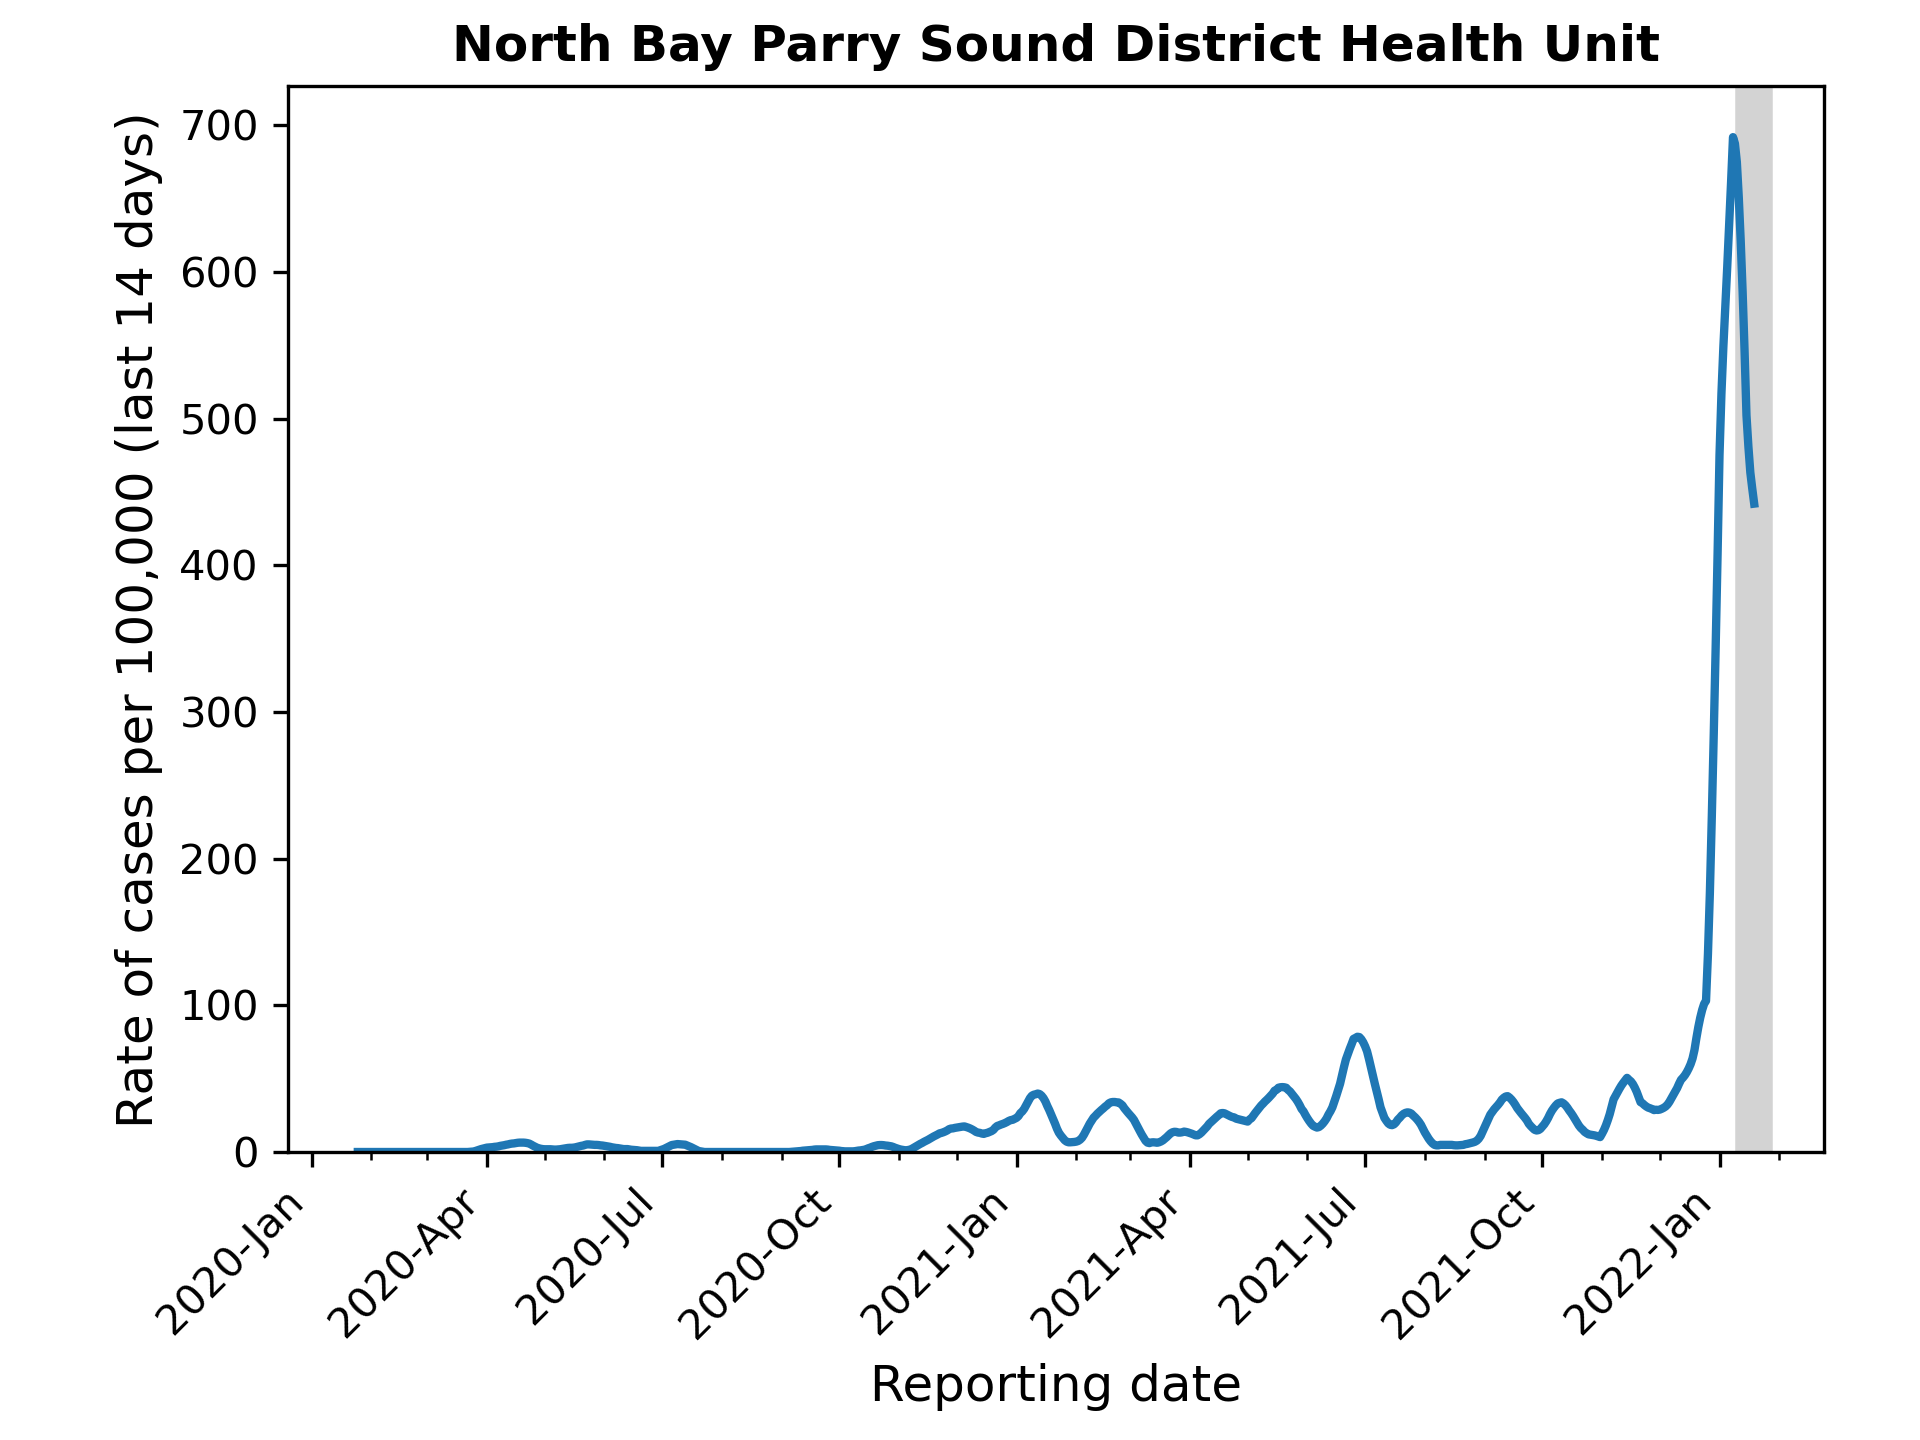 North Bay Parry Sound District Health Unit
Rate of cases per 100,000 (last 14 days)
700
600
500
400
300
200
100
0
2020-Jan
2020-Apr
2020-Jul
2020-Oct
2021-Jan
2021-Apr
2021-Jul
2021-Oct
2022-Jan
Reporting date